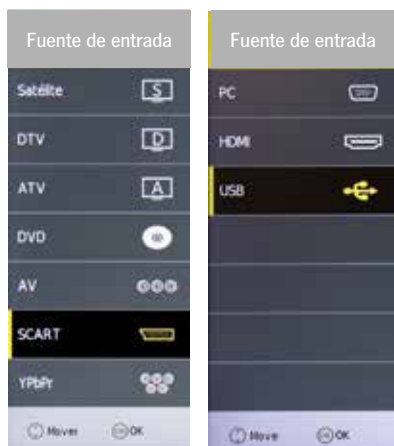 Fuente de entrada
Satélite S
DTV D
ATV A
DVD
AV
SCART
YPbPr
Mover OK
Fuente de entrada
PC
HDMI
USB
Move OK